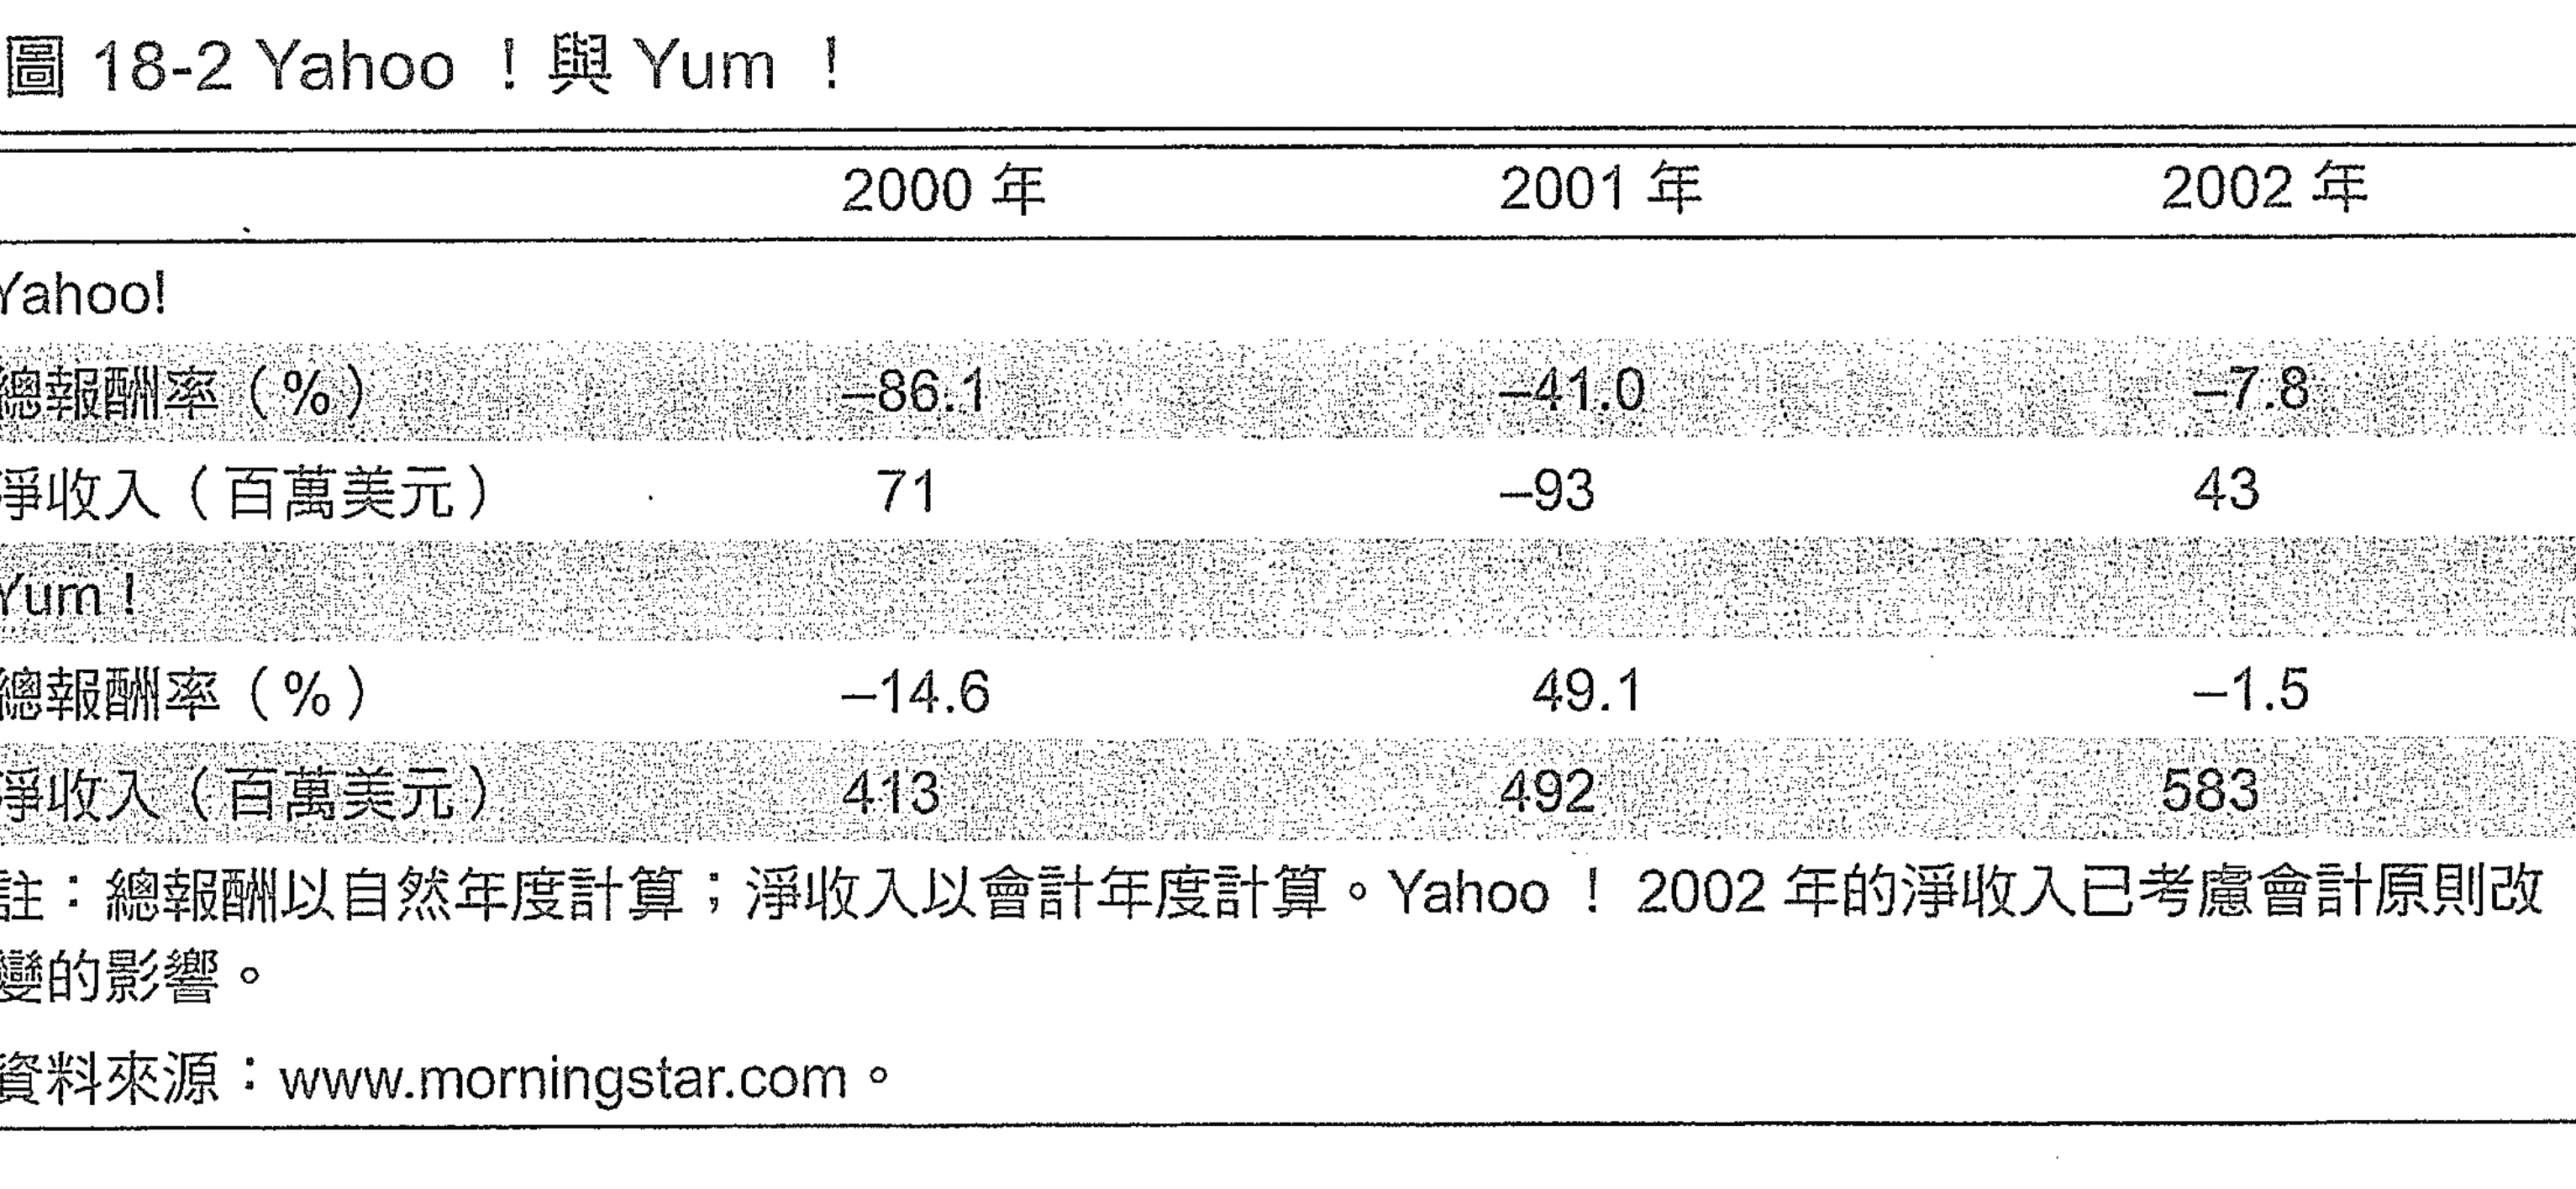 圖 18-2 Yahoo ！與 Yum ！
2000 年 2001 年 2002 年
Yahoo!
總報酬率（%） –86.1 –41.0 –7.8
淨收入（百萬美元） 71 –93 43
Yum！
總報酬率（%） –14.6 49.1 –1.5
淨收入（百萬美元） 413 492 583
註：總報酬以自然年度計算；淨收入以會計年度計算。Yahoo ！ 2002 年的淨收入已考慮會計原則改
變的影響。
資料來源：www.morningstar.com。